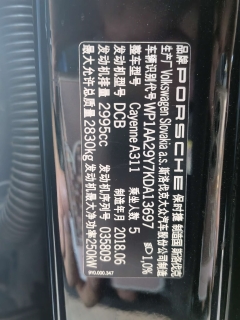 品牌 PORSCHE 保时捷 制造国 斯洛伐克
生产厂 Volkswagen Slovakia a.s. 斯洛伐克大众汽车股份公司制造
车辆识别代号 WP1AA29Y7KDA13697
整车型号 Cayenne A311 乘坐人数 5
发动机型号 DCB 制造年月 2018.06
发动机排量 2995cc 发动机序列号 035809
最大允许总质量 2830kg 发动机最大净功率 250kW